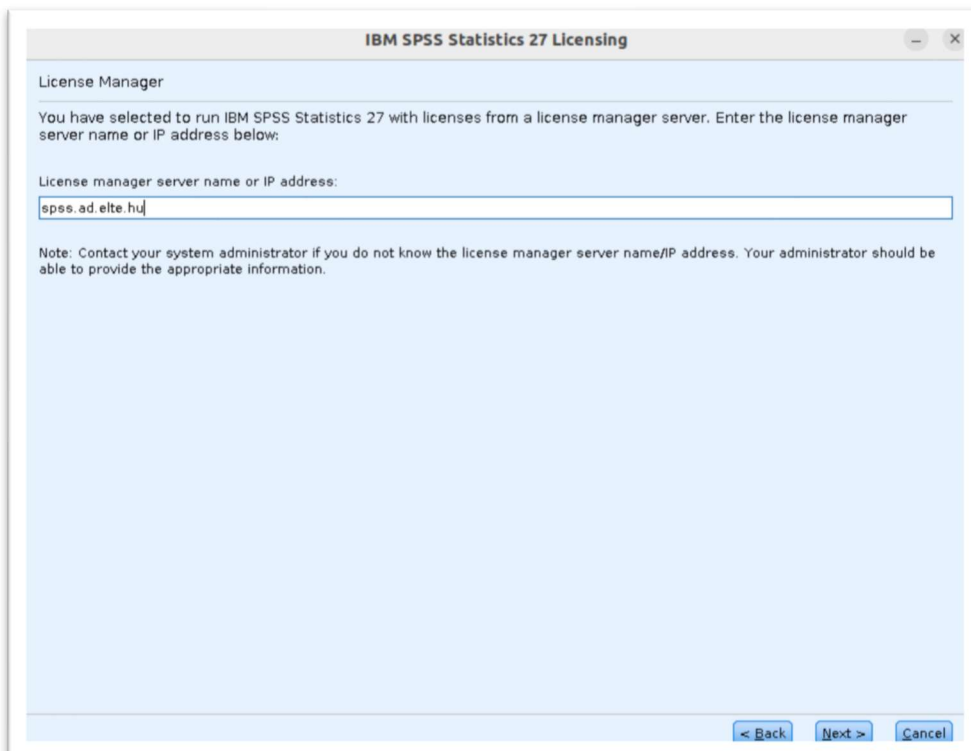 IBM SPSS Statistics 27 Licensing
License Manager
You have selected to run IBM SPSS Statistics 27 with licenses from a license manager server. Enter the license manager
server name or IP address below:
License manager server name or IP address:
spss.ad.elte.hu
Note: Contact your system administrator if you do not know the license manager server name/IP address. Your administrator should be
able to provide the appropriate information.
< Back Next > Cancel